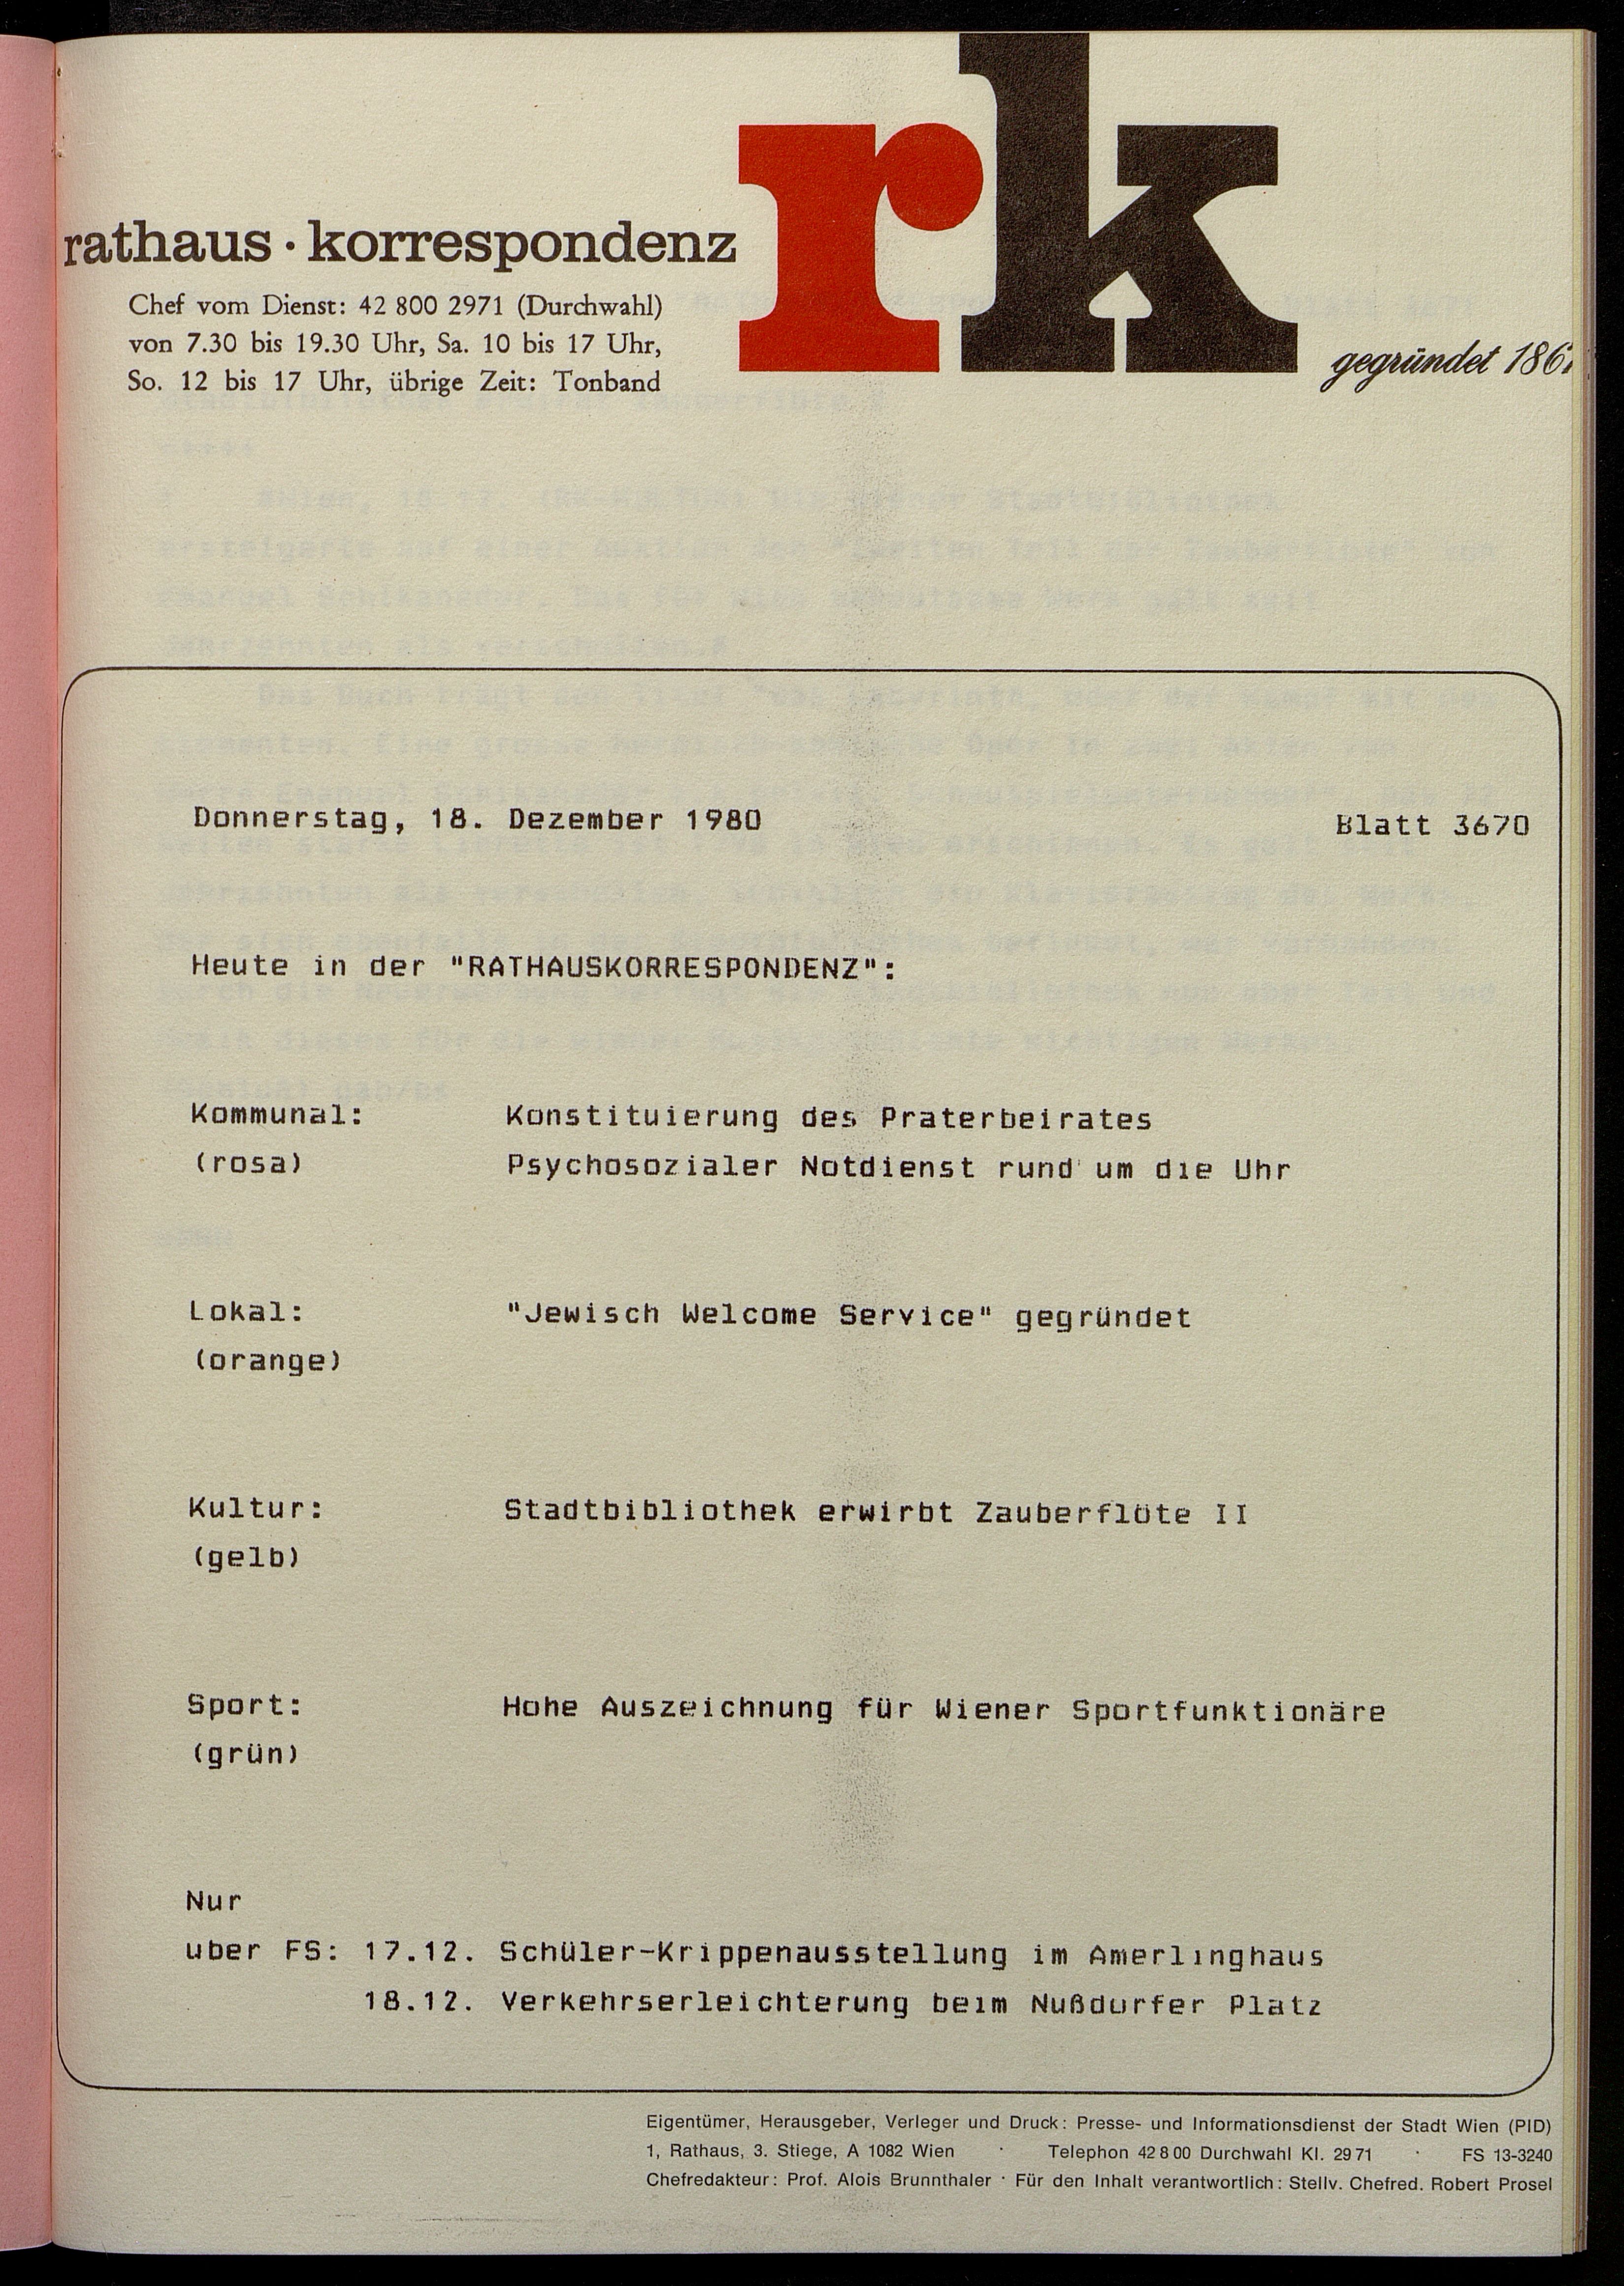 rk
rathaus · korrespondenz
Chef vom Dienst: 42 800 2971 (Durchwahl)
von 7.30 bis 19.30 Uhr, Sa. 10 bis 17 Uhr,
So. 12 bis 17 Uhr, übrige Zeit: Tonband
gegründet 1861
Donnerstag, 18. Dezember 1980 Blatt 3670
Heute in der "RATHAUSKORRESPONDENZ":
Kommunal: Konstituierung des Praterbeirates
(rosa) Psychosozialer Notdienst rund um die Uhr
Lokal: "Jewisch Welcome Service" gegründet
(orange)
Kultur: Stadtbibliothek erwirbt Zauberflöte II
(gelb)
Sport: Hohe Auszeichnung für Wiener Sportfunktionäre
(grün)
Nur
uber FS: 17.12. Schüler-Krippenausstellung im Amerlinghaus
18.12. Verkehrserleichterung beim Nußdorfer Platz
Eigentümer, Herausgeber, Verleger und Druck: Presse- und Informationsdienst der Stadt Wien (PID)
1, Rathaus, 3. Stiege, A 1082 Wien · Telephon 42 8 00 Durchwahl Kl. 29 71 · FS 13-3240
Chefredakteur: Prof. Alois Brunnthaler · Für den Inhalt verantwortlich: Stellv. Chefred. Robert Prosel